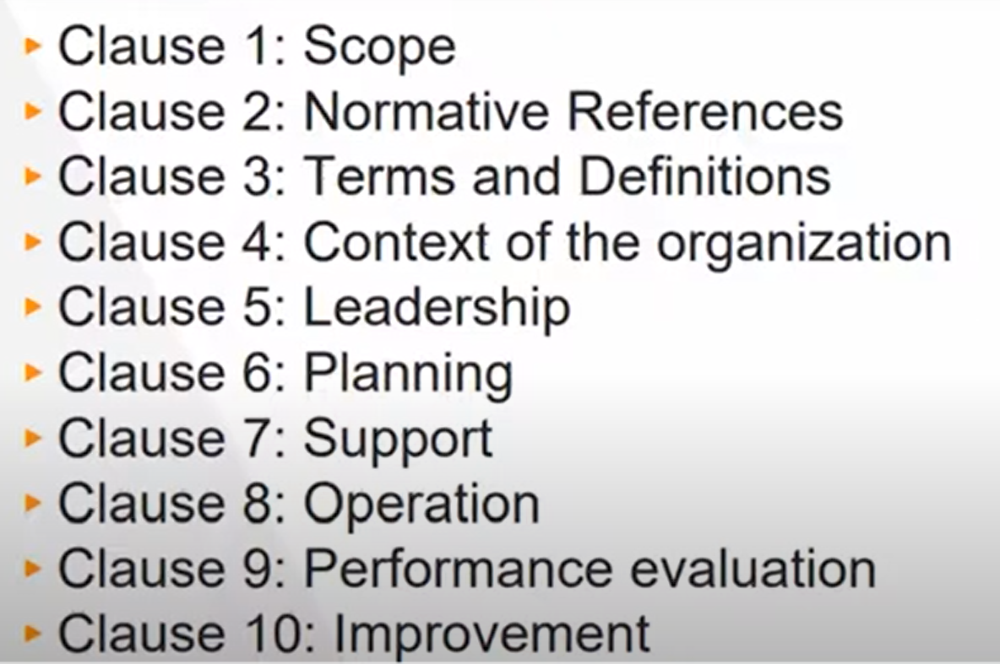 Clause 1: Scope
Clause 2: Normative References
Clause 3: Terms and Definitions
Clause 4: Context of the organization
Clause 5: Leadership
Clause 6: Planning
Clause 7: Support
Clause 8: Operation
Clause 9: Performance evaluation
Clause 10: Improvement